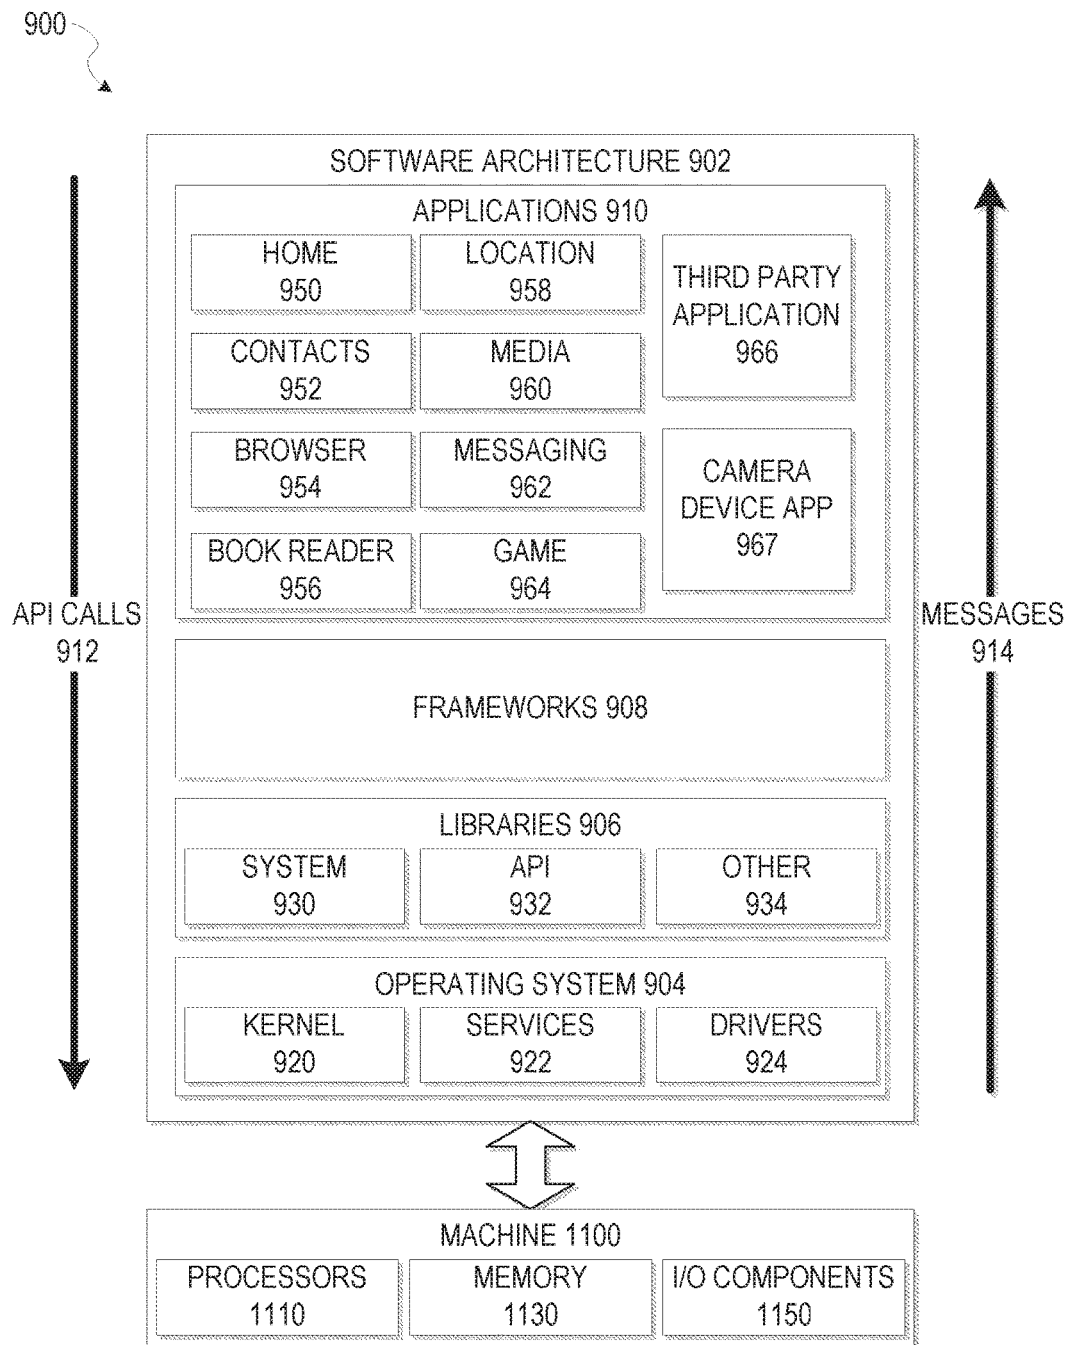 900
SOFTWARE ARCHITECTURE 902
APPLICATIONS 910
HOME
950
LOCATION
958
THIRD PARTY
APPLICATION
966
CONTACTS
952
MEDIA
960
BROWSER
954
MESSAGING
962
CAMERA
DEVICE APP
967
BOOK READER
956
GAME
964
API CALLS
912
MESSAGES
914
FRAMEWORKS 908
LIBRARIES 906
SYSTEM
930
API
932
OTHER
934
OPERATING SYSTEM 904
KERNEL
920
SERVICES
922
DRIVERS
924
MACHINE 1100
PROCESSORS
1110
MEMORY
1130
I/O COMPONENTS
1150